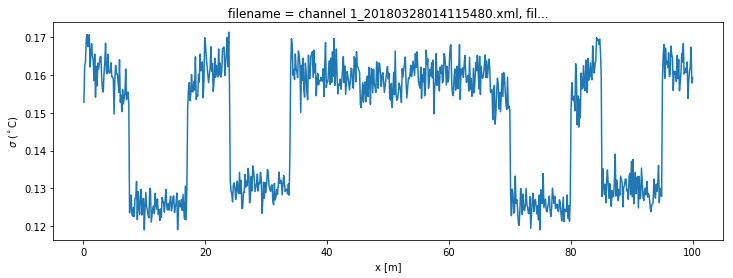 filename = channel 1_20180328014115480.xml, fil...
0.17
0.16
0.15
0.14
0.13
0.12
σ (°C)
0 20 40 60 80 100
x [m]